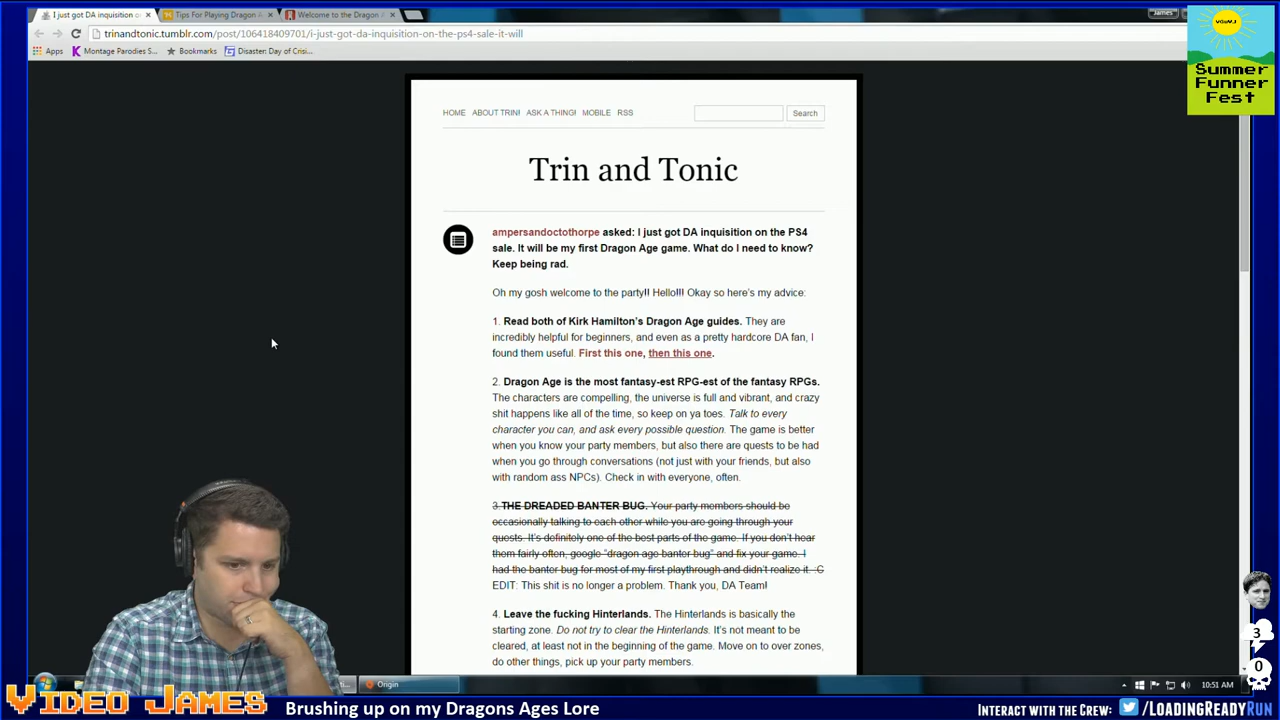 I just got DA inquisition o
Tips For Playing Dragon A
Welcome to the Dragon A
James
trinandtonic.tumblr.com/post/106418409701/i-just-got-da-inquisition-on-the-ps4-sale-it-will
Apps
Montage Parodies S...
Bookmarks
Disaster: Day of Crisi...
VGMVJ
Summer
Funner
Fest
HOME ABOUT TRIN! ASK A THING! MOBILE RSS
Search
Trin and Tonic
ampersandoctothorpe asked: I just got DA inquisition on the PS4
sale. It will be my first Dragon Age game. What do I need to know?
Keep being rad.
Oh my gosh welcome to the party!! Hello!!! Okay so here's my advice:
1. Read both of Kirk Hamilton's Dragon Age guides. They are
incredibly helpful for beginners, and even as a pretty hardcore DA fan, I
found them useful. First this one, then this one.
2. Dragon Age is the most fantasy-est RPG-est of the fantasy RPGs.
The characters are compelling, the universe is full and vibrant, and crazy
shit happens like all of the time, so keep on ya toes. Talk to every
character you can, and ask every possible question. The game is better
when you know your party members, but also there are quests to be had
when you go through conversations (not just with your friends, but also
with random ass NPCs). Check in with everyone, often.
3. THE DREADED BANTER BUG. Your party members should be
occasionally talking to each other while you are going through your
quests. It's definitely one of the best parts of the game. If you don't hear
them fairly often, google "dragon age banter bug" and fix your game. I
had the banter bug for most of my first playthrough and didn't realize it. :C
EDIT: This shit is no longer a problem. Thank you, DA Team!
4. Leave the fucking Hinterlands. The Hinterlands is basically the
starting zone. Do not try to clear the Hinterlands. It's not meant to be
cleared, at least not in the beginning of the game. Move on to over zones,
do other things, pick up your party members.
3
0
Origin
10:51 AM
Video James
Brushing up on my Dragons Ages Lore
Interact with the Crew: /LoadingReadyRun